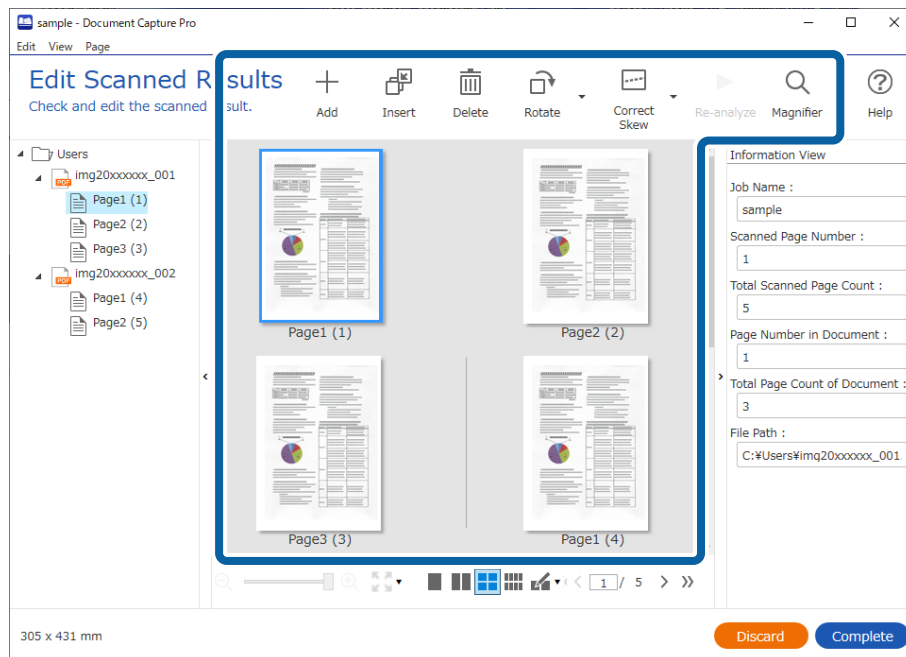 sample - Document Capture Pro
Edit View Page
Edit Scanned Results
Check and edit the scanned result.
Add
Insert
Delete
Rotate
Correct
Skew
Re-analyze
Magnifier
Help
Users
PDF
img20xxxxxx_001
Page1 (1)
Page2 (2)
Page3 (3)
PDF
img20xxxxxx_002
Page1 (4)
Page2 (5)
Page1 (1)
Page2 (2)
Page3 (3)
Page1 (4)
Information View
Job Name :
sample
Scanned Page Number :
1
Total Scanned Page Count :
5
Page Number in Document :
1
Total Page Count of Document :
3
File Path :
C:¥Users¥img20xxxxxx_001
1 / 5
305 x 431 mm
Discard
Complete